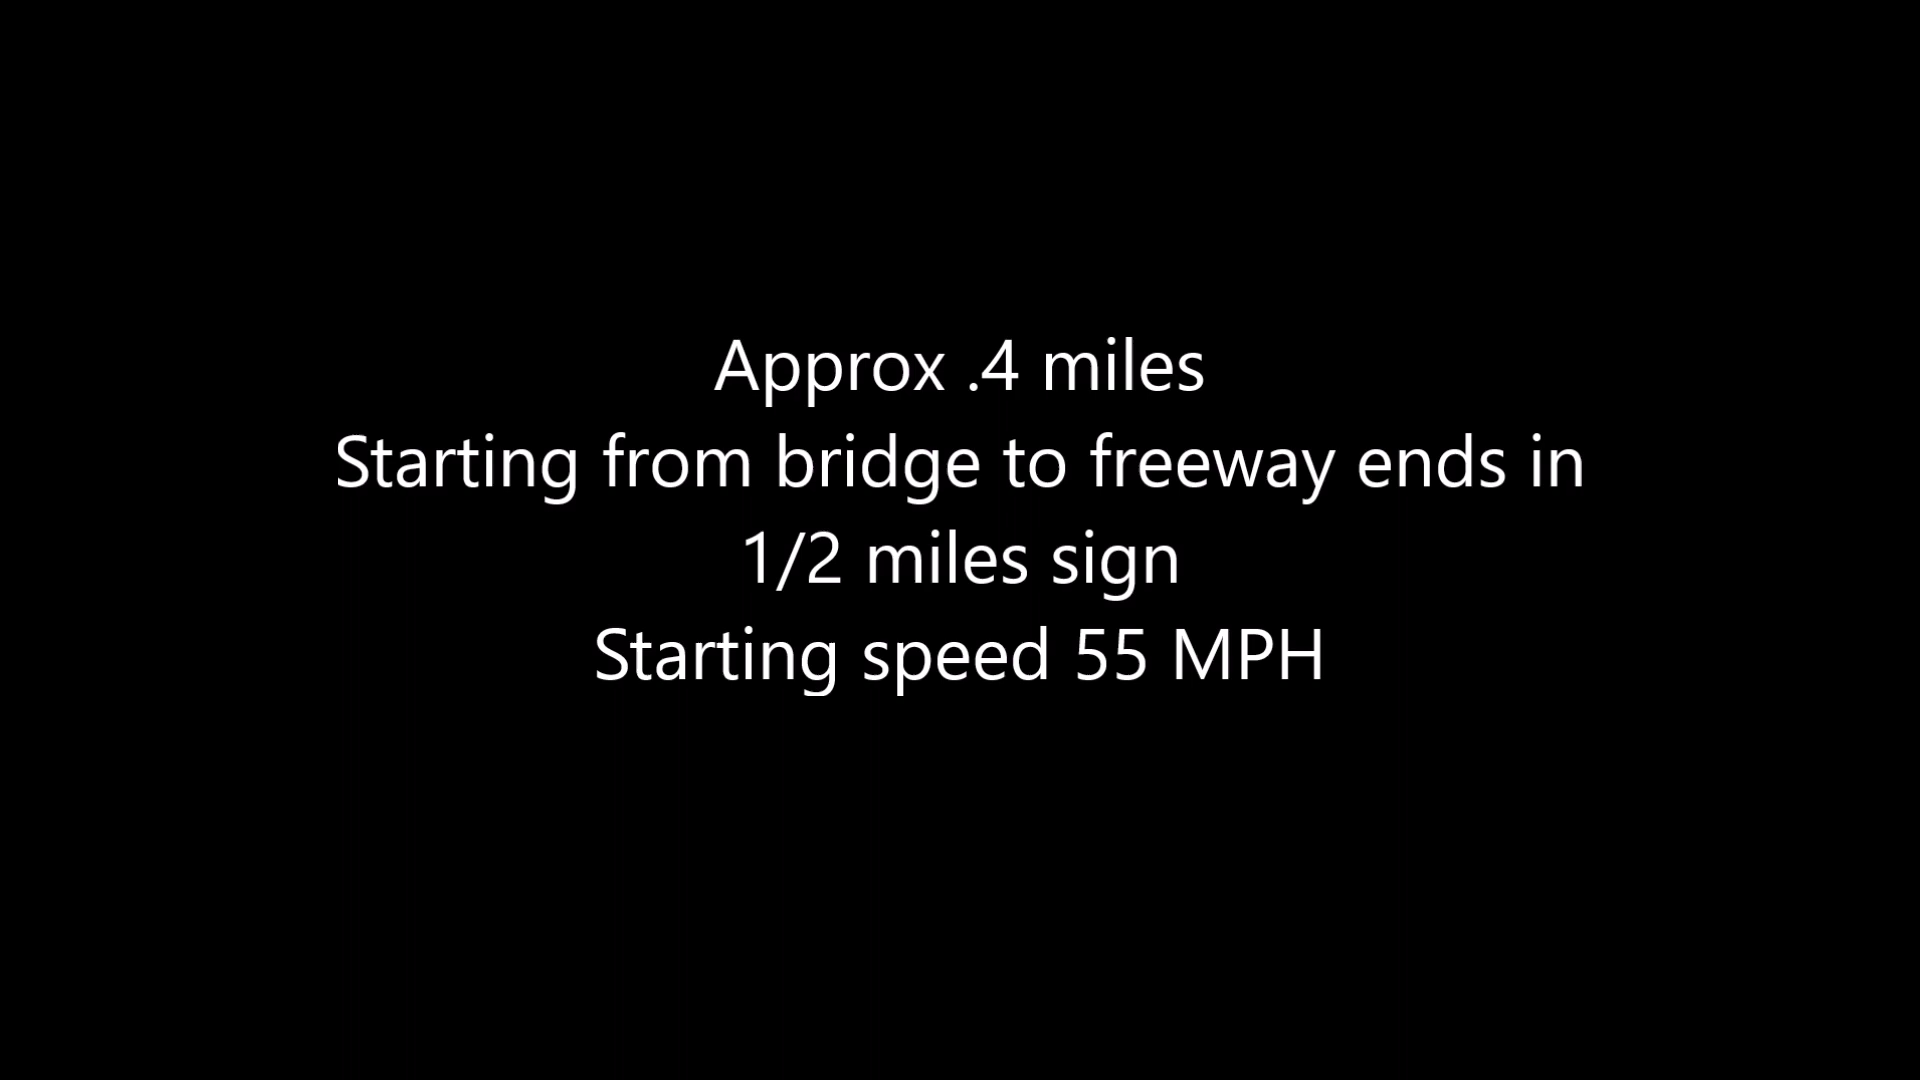 Approx .4 miles
Starting from bridge to freeway ends in
1/2 miles sign
Starting speed 55 MPH